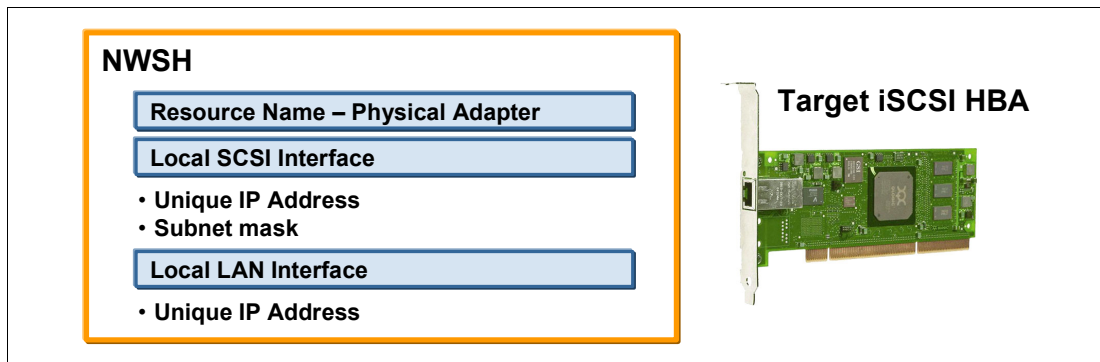 NWSH
Resource Name – Physical Adapter
Local SCSI Interface
• Unique IP Address
• Subnet mask
Local LAN Interface
• Unique IP Address
Target iSCSI HBA